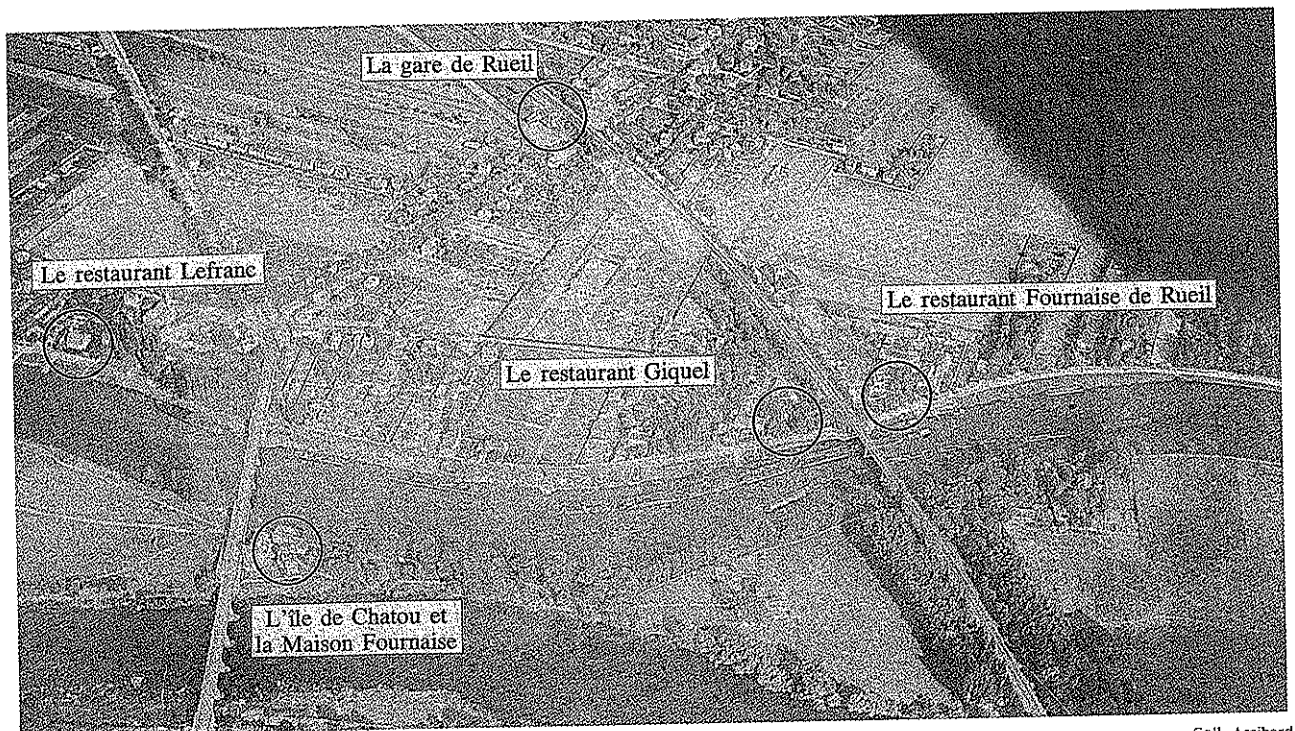 La gare de Rueil
Le restaurant Lefranc
Le restaurant Fournaise de Rueil
Le restaurant Giquel
L'île de Chatou et
la Maison Fournaise